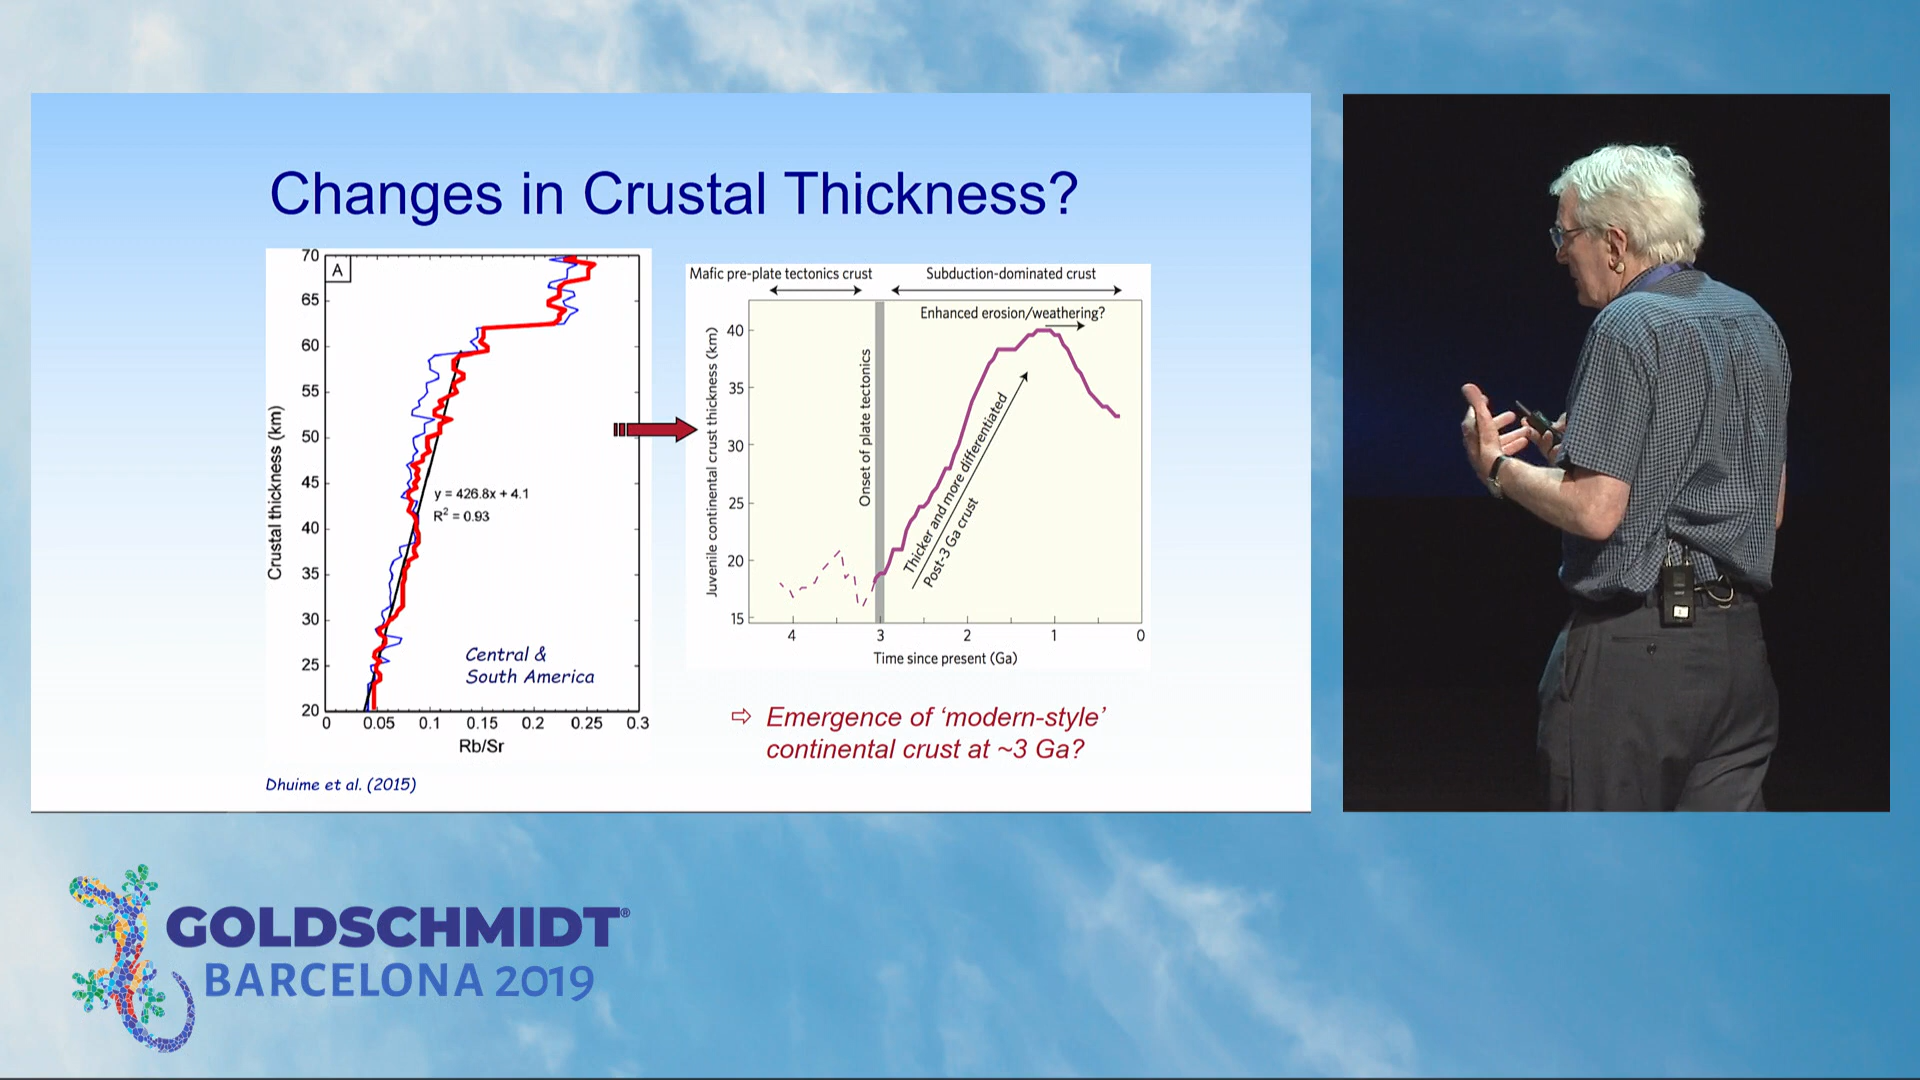 Changes in Crustal Thickness?
A
70
65
60
55
50
45
40
35
30
25
20
Crustal thickness (km)
y = 426.8x + 4.1
R² = 0.93
Central &
South America
0 0.05 0.1 0.15 0.2 0.25 0.3
Rb/Sr
Dhuime et al. (2015)
Mafic pre-plate tectonics crust
Subduction-dominated crust
Enhanced erosion/weathering?
40
35
30
25
20
15
Juvenile continental crust thickness (km)
Onset of plate tectonics
Thicker and more differentiated
Post-3 Ga crust
4 3 2 1 0
Time since present (Ga)
⇨ Emergence of ‘modern-style’
continental crust at ~3 Ga?
GOLDSCHMIDT®
BARCELONA 2019